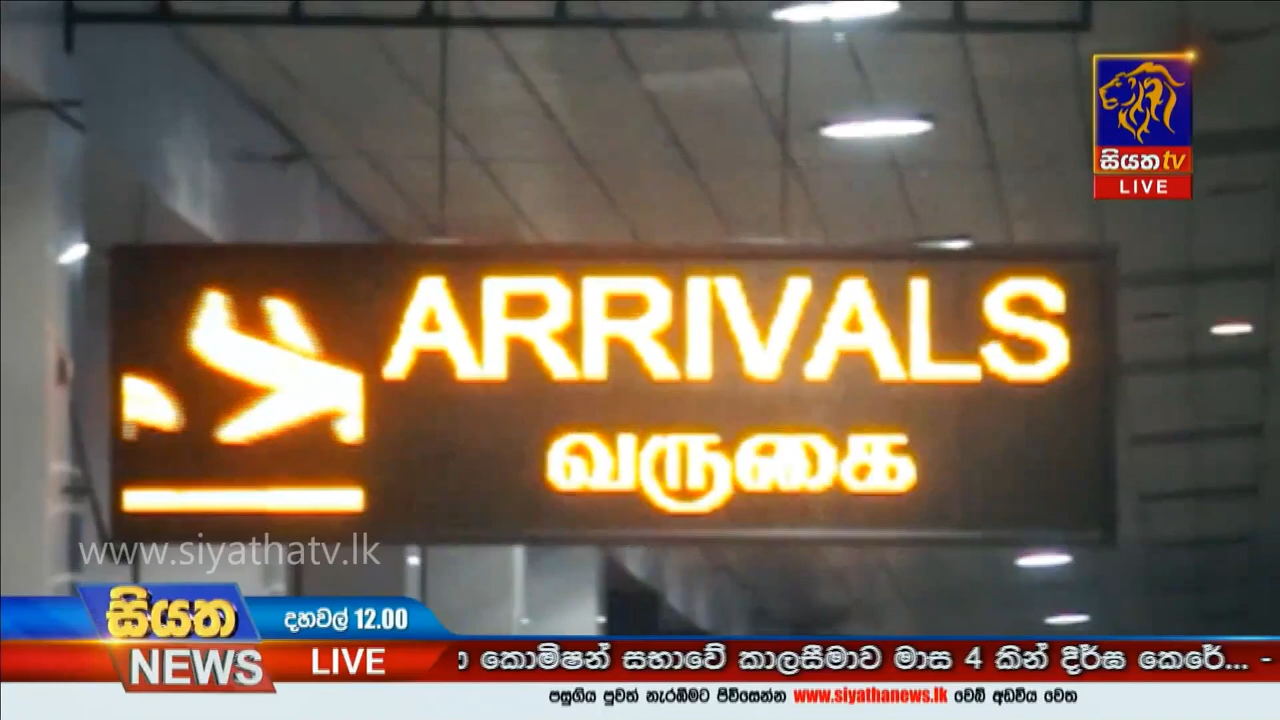 සියත tv
LIVE
ARRIVALS
வருகை
www.siyathatv.lk
සියත
NEWS
දහවල් 12.00
LIVE
කොමිෂන් සභාවේ කාලසීමාව මාස 4 කින් දීර්ඝ කෙරේ... -
පසුගිය පුවත් නැරඹීමට පිවිසෙන්න www.siyathanews.lk වෙබ් අඩවිය වෙත